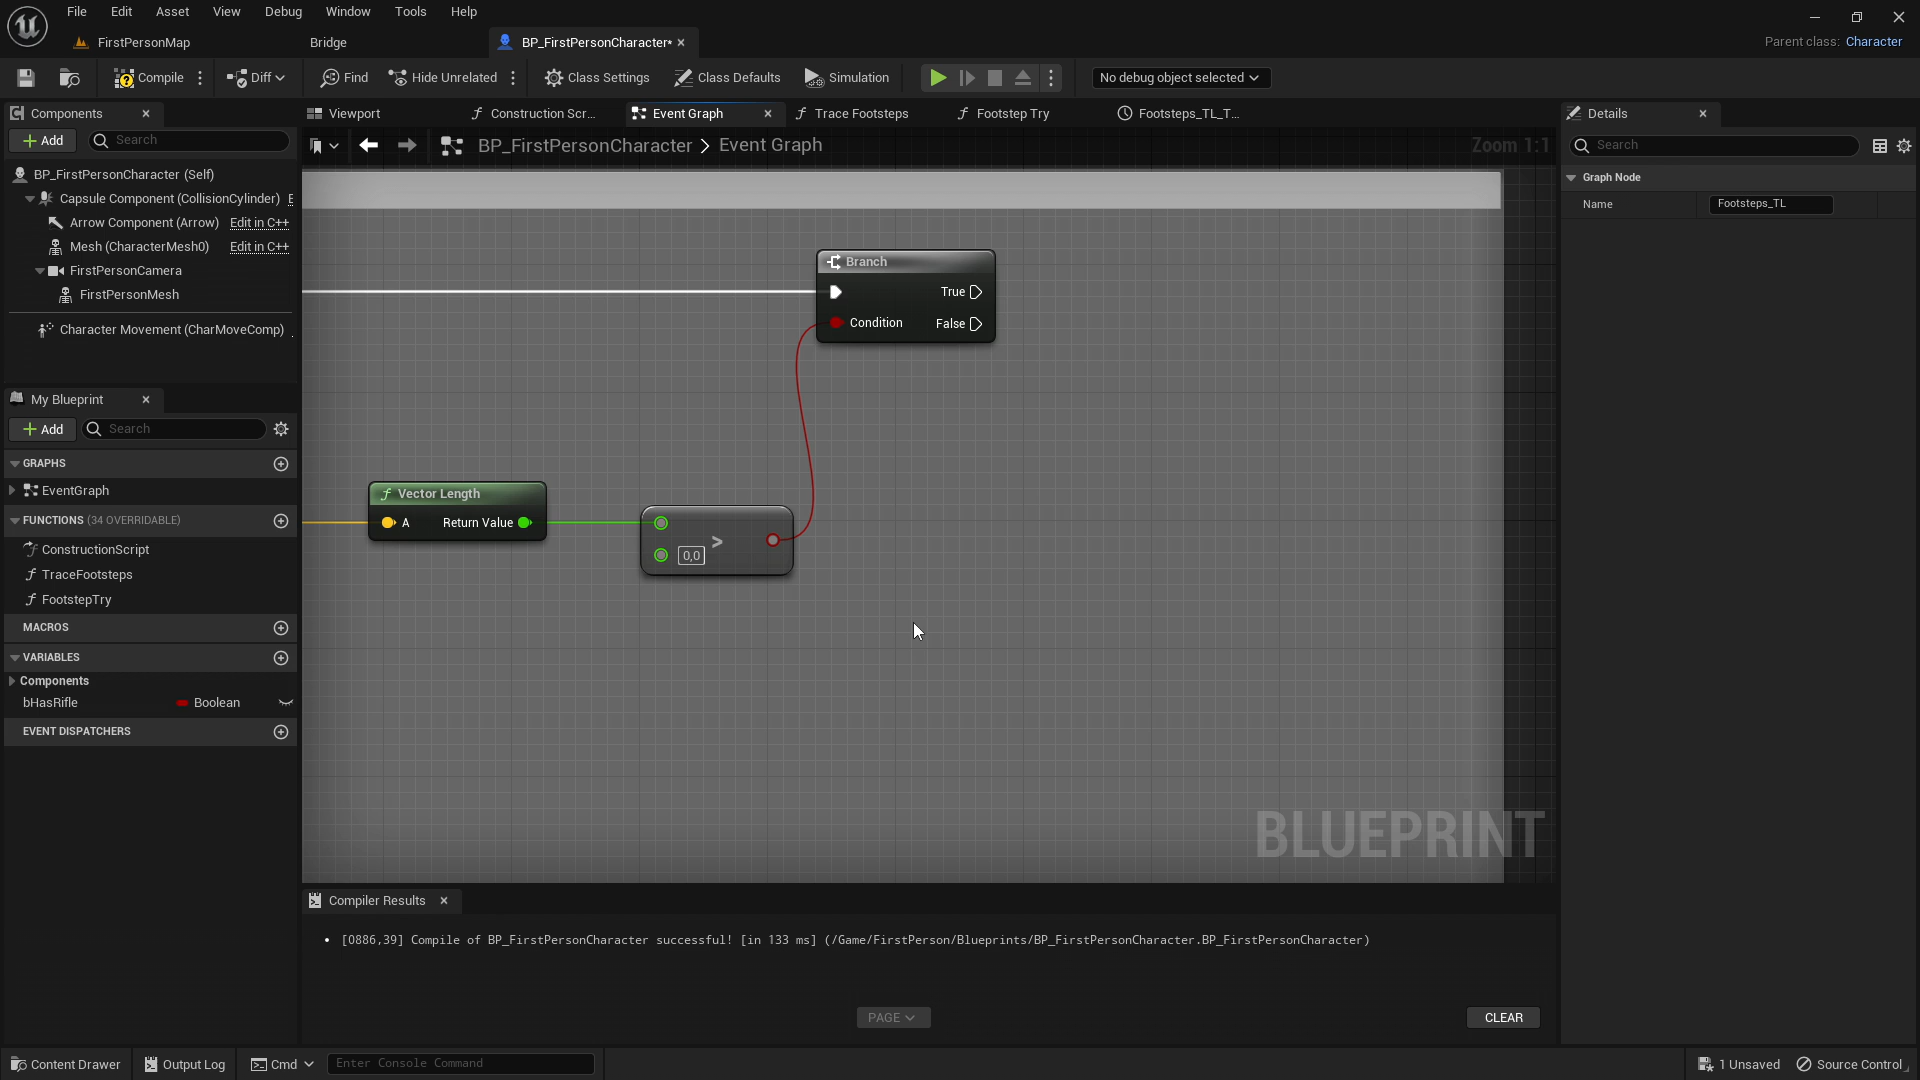 File Edit Asset View Debug Window Tools Help
FirstPersonMap Bridge BP_FirstPersonCharacter* Parent class: Character
Compile Diff Find Hide Unrelated Class Settings Class Defaults Simulation No debug object selected
Components
Add Search
BP_FirstPersonCharacter (Self)
Capsule Component (CollisionCylinder) E
Arrow Component (Arrow) Edit in C++
Mesh (CharacterMesh0) Edit in C++
FirstPersonCamera
FirstPersonMesh
Character Movement (CharMoveComp)
My Blueprint
Add Search
GRAPHS
EventGraph
FUNCTIONS (34 OVERRIDABLE)
ConstructionScript
TraceFootsteps
FootstepTry
MACROS
VARIABLES
Components
bHasRifle Boolean
EVENT DISPATCHERS
Viewport Construction Scr... Event Graph Trace Footsteps Footstep Try Footsteps_TL_T...
BP_FirstPersonCharacter > Event Graph Zoom 1:1
Branch
True
Condition False
Vector Length
A Return Value
>
0,0
BLUEPRINT
Compiler Results
• [0886,39] Compile of BP_FirstPersonCharacter successful! [in 133 ms] (/Game/FirstPerson/Blueprints/BP_FirstPersonCharacter.BP_FirstPersonCharacter)
PAGE CLEAR
Details
Search
Graph Node
Name Footsteps_TL
Content Drawer Output Log Cmd Enter Console Command 1 Unsaved Source Control